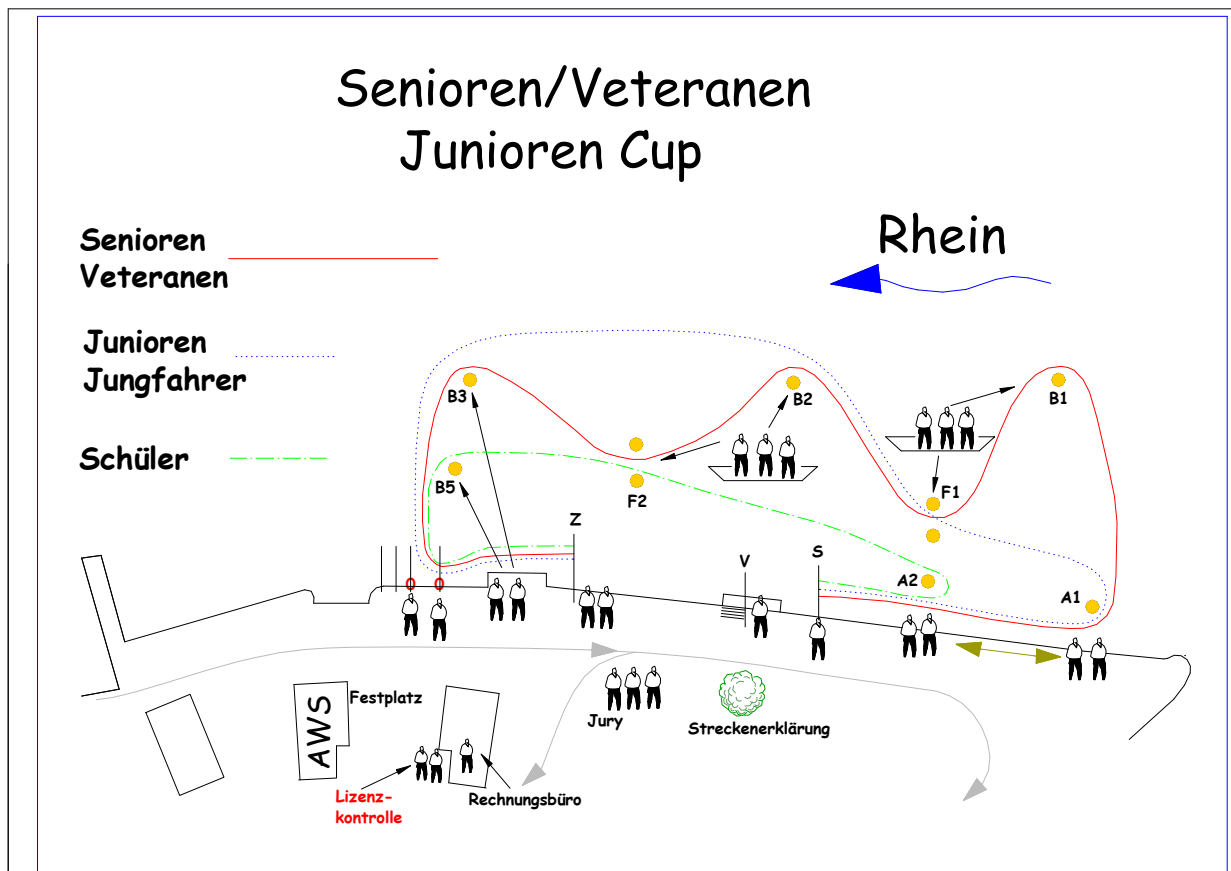 Senioren/Veteranen
Junioren Cup
Rhein
Senioren
Veteranen
Junioren
Jungfahrer
Schüler
B3
B2
B1
B5
F2
F1
Z
V
S
A2
A1
AWS
Festplatz
Jury
Streckenerklärung
Lizenz-
kontrolle
Rechnungsbüro